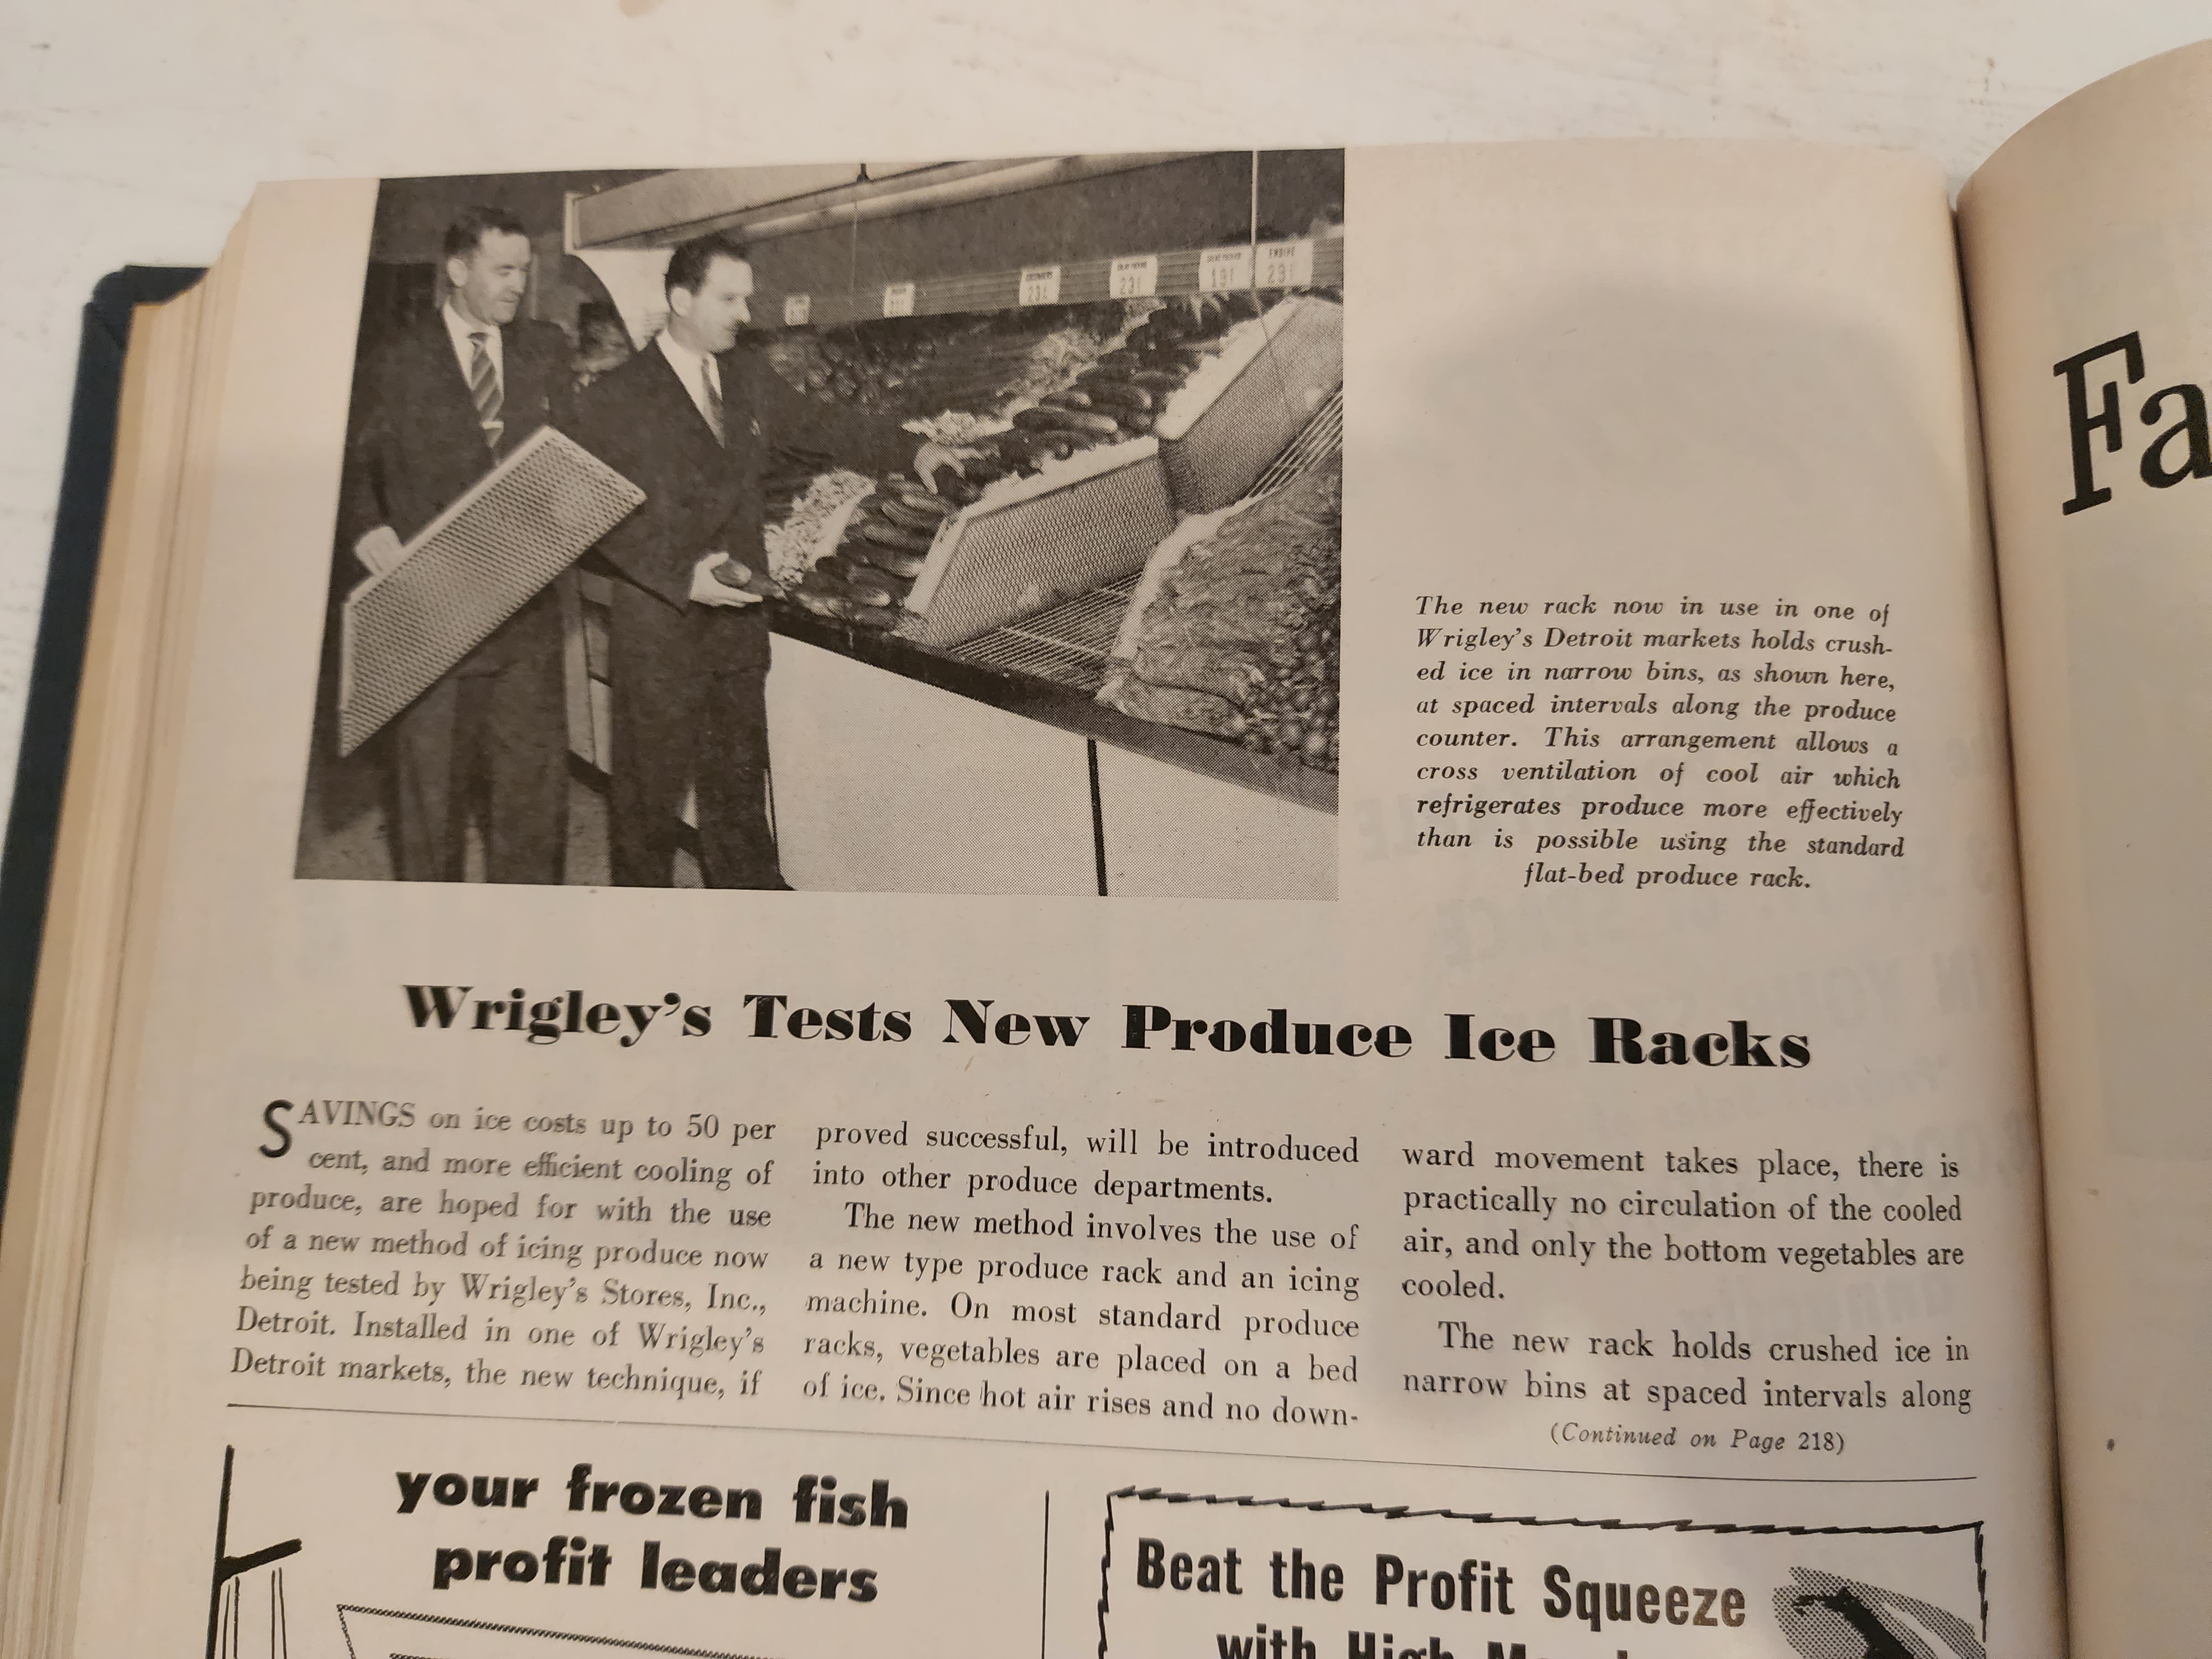 23¢
23¢
19¢
ENDIVE
23¢
The new rack now in use in one of
Wrigley's Detroit markets holds crush-
ed ice in narrow bins, as shown here,
at spaced intervals along the produce
counter. This arrangement allows a
cross ventilation of cool air which
refrigerates produce more effectively
than is possible using the standard
flat-bed produce rack.
Wrigley's Tests New Produce Ice Racks
SAVINGS on ice costs up to 50 per
cent, and more efficient cooling of
produce, are hoped for with the use
of a new method of icing produce now
being tested by Wrigley's Stores, Inc.,
Detroit. Installed in one of Wrigley's
Detroit markets, the new technique, if
proved successful, will be introduced
into other produce departments.
The new method involves the use of
a new type produce rack and an icing
machine. On most standard produce
racks, vegetables are placed on a bed
of ice. Since hot air rises and no down-
ward movement takes place, there is
practically no circulation of the cooled
air, and only the bottom vegetables are
cooled.
The new rack holds crushed ice in
narrow bins at spaced intervals along
(Continued on Page 218)
your frozen fish
profit leaders
Beat the Profit Squeeze
with High
Fa